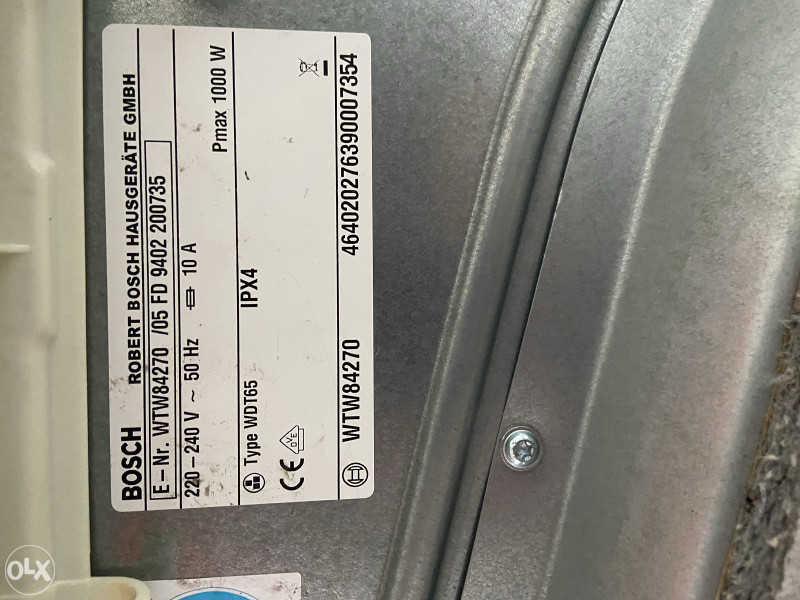 BOSCH ROBERT BOSCH HAUSGERÄTE GMBH
E-Nr. WTW84270 /05 FD 9402 200735
220-240 V ~ 50 Hz 10 A
Pmax 1000 W
Type WDT65 IPX4
CE VDE
WTW84270 464020276390007354
OLX